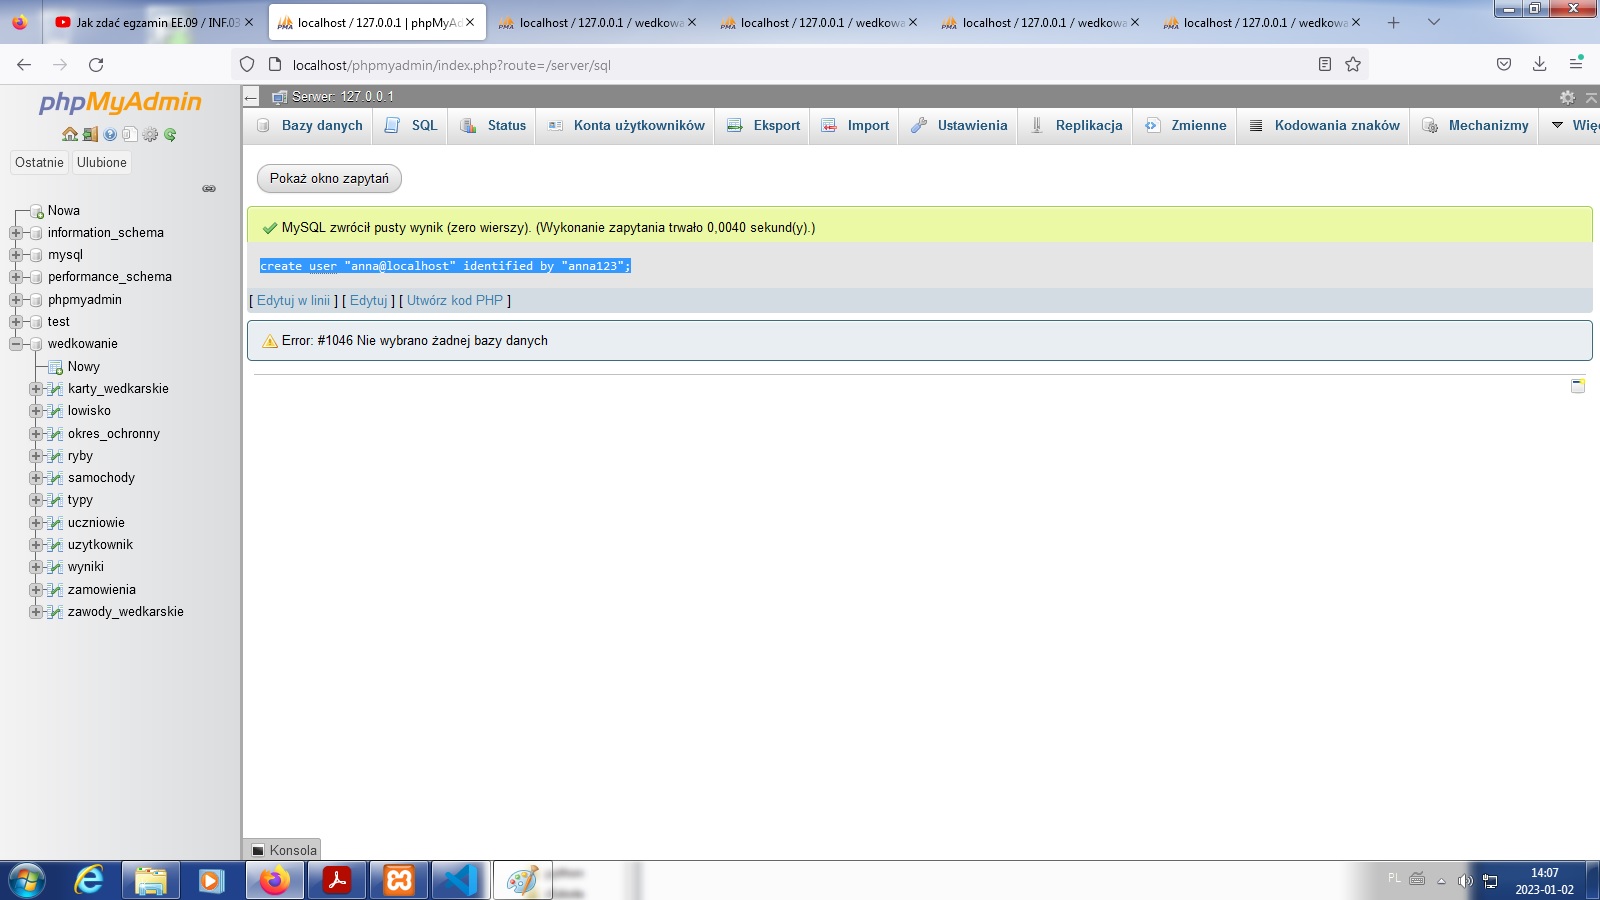 Jak zdać egzamin EE.09 / INF.03
localhost / 127.0.0.1 | phpMyAd
localhost / 127.0.0.1 / wedkowa
localhost / 127.0.0.1 / wedkowa
localhost / 127.0.0.1 / wedkowa
localhost / 127.0.0.1 / wedkowa
localhost/phpmyadmin/index.php?route=/server/sql
phpMyAdmin
Ostatnie Ulubione
Nowa
information_schema
mysql
performance_schema
phpmyadmin
test
wedkowanie
Nowy
karty_wedkarskie
lowisko
okres_ochronny
ryby
samochody
typy
uczniowie
uzytkownik
wyniki
zamowienia
zawody_wedkarskie
Serwer: 127.0.0.1
Bazy danych SQL Status Konta użytkowników Eksport Import Ustawienia Replikacja Zmienne Kodowania znaków Mechanizmy Więc
Pokaż okno zapytań
MySQL zwrócił pusty wynik (zero wierszy). (Wykonanie zapytania trwało 0,0040 sekund(y).)
create user "anna@localhost" identified by "anna123";
[ Edytuj w linii ] [ Edytuj ] [ Utwórz kod PHP ]
Error: #1046 Nie wybrano żadnej bazy danych
Konsola
PL
14:07
2023-01-02